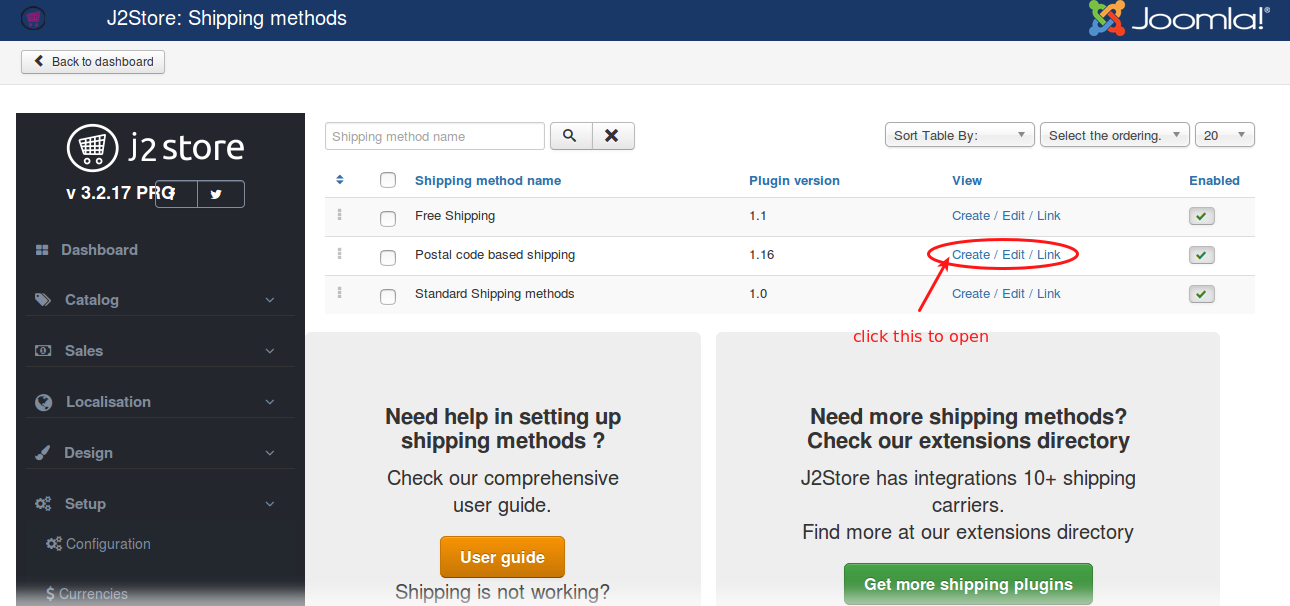 J2Store: Shipping methods
Joomla!®
Back to dashboard
j2store
v 3.2.17 PRO
Dashboard
Catalog
Sales
Localisation
Design
Setup
Configuration
$ Currencies
Shipping method name
Sort Table By:
Select the ordering.
20
Shipping method name Plugin version View Enabled
Free Shipping 1.1 Create / Edit / Link
Postal code based shipping 1.16 Create / Edit / Link
Standard Shipping methods 1.0 Create / Edit / Link
click this to open
Need help in setting up
shipping methods ?
Check our comprehensive
user guide.
User guide
Shipping is not working?
Need more shipping methods?
Check our extensions directory
J2Store has integrations 10+ shipping
carriers.
Find more at our extensions directory
Get more shipping plugins